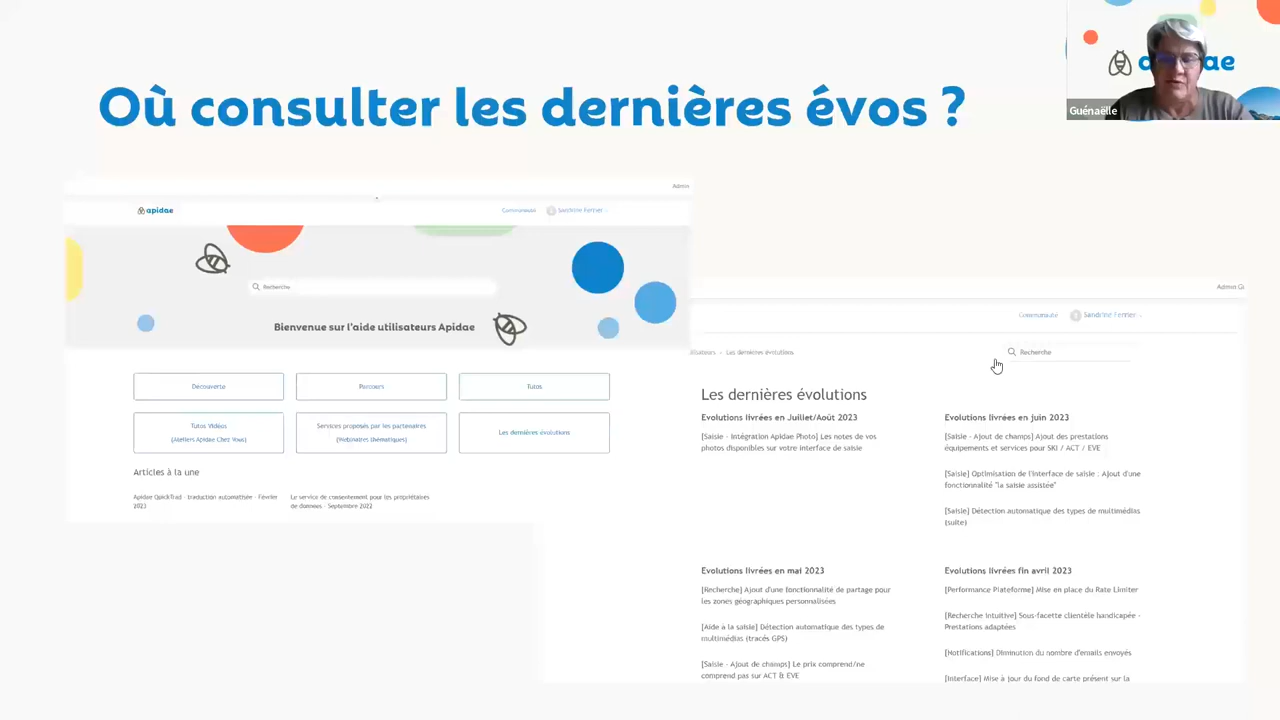 Où consulter les dernières évos ?
apidae
Guénaëlle
Admin
apidae
Communauté
Sandrine Ferrier
Recherche
Bienvenue sur l'aide utilisateurs Apidae
Découverte
Parcours
Tutos
Tutos Vidéos
(Ateliers Apidae Chez Vous)
Services proposés par les partenaires
(Webinaires thématiques)
Les dernières évolutions
Articles à la une
Apidae QuickTrad - traduction automatisée - Février
2023
Le service de consentement pour les propriétaires
de données - Septembre 2022
Admin Gu
Communauté
Sandrine Ferrier
utilisateurs > Les dernières évolutions
Recherche
Les dernières évolutions
Evolutions livrées en Juillet/Août 2023
[Saisie - Intégration Apidae Photo] Les notes de vos
photos disponibles sur votre interface de saisie
Evolutions livrées en juin 2023
[Saisie - Ajout de champs] Ajout des prestations
équipements et services pour SKI / ACT / EVE
[Saisie] Optimisation de l'interface de saisie : Ajout d'une
fonctionnalité "la saisie assistée"
[Saisie] Détection automatique des types de multimédias
(suite)
Evolutions livrées en mai 2023
[Recherche] Ajout d'une fonctionnalité de partage pour
les zones géographiques personnalisées
[Aide à la saisie] Détection automatique des types de
multimédias (tracés GPS)
[Saisie - Ajout de champs] Le prix comprend/ne
comprend pas sur ACT & EVE
Evolutions livrées fin avril 2023
[Performance Plateforme] Mise en place du Rate Limiter
[Recherche intuitive] Sous-facette clientèle handicapée -
Prestations adaptées
[Notifications] Diminution du nombre d'emails envoyés
[Interface] Mise à jour du fond de carte présent sur la